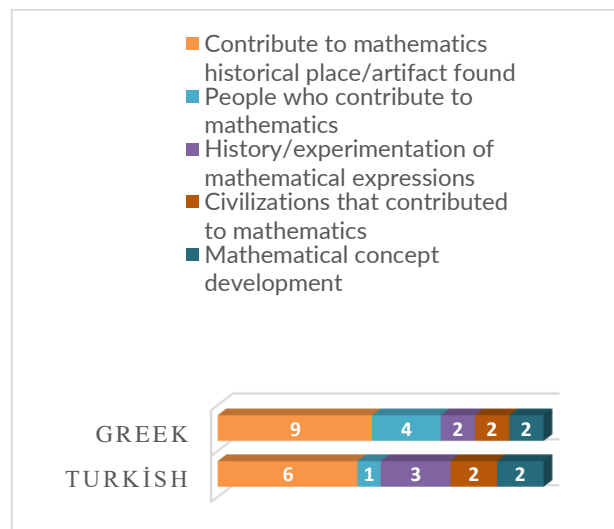 Contribute to mathematics
historical place/artifact found
People who contribute to
mathematics
History/experimentation of
mathematical expressions
Civilizations that contributed
to mathematics
Mathematical concept
development
GREEK 9 4 2 2 2
TURKİSH 6 1 3 2 2